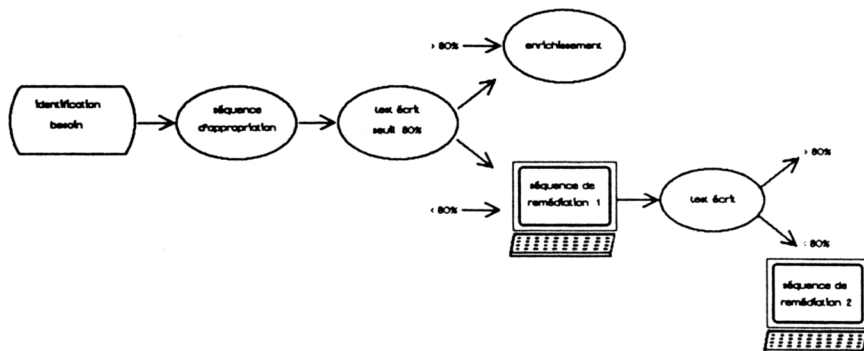 > 80%
enrichissement
identification
besoin
séquence
d'appropriation
test écrit
seuil 80%
< 80%
séquence de
remédiation 1
test écrit
> 80%
< 80%
séquence de
remédiation 2